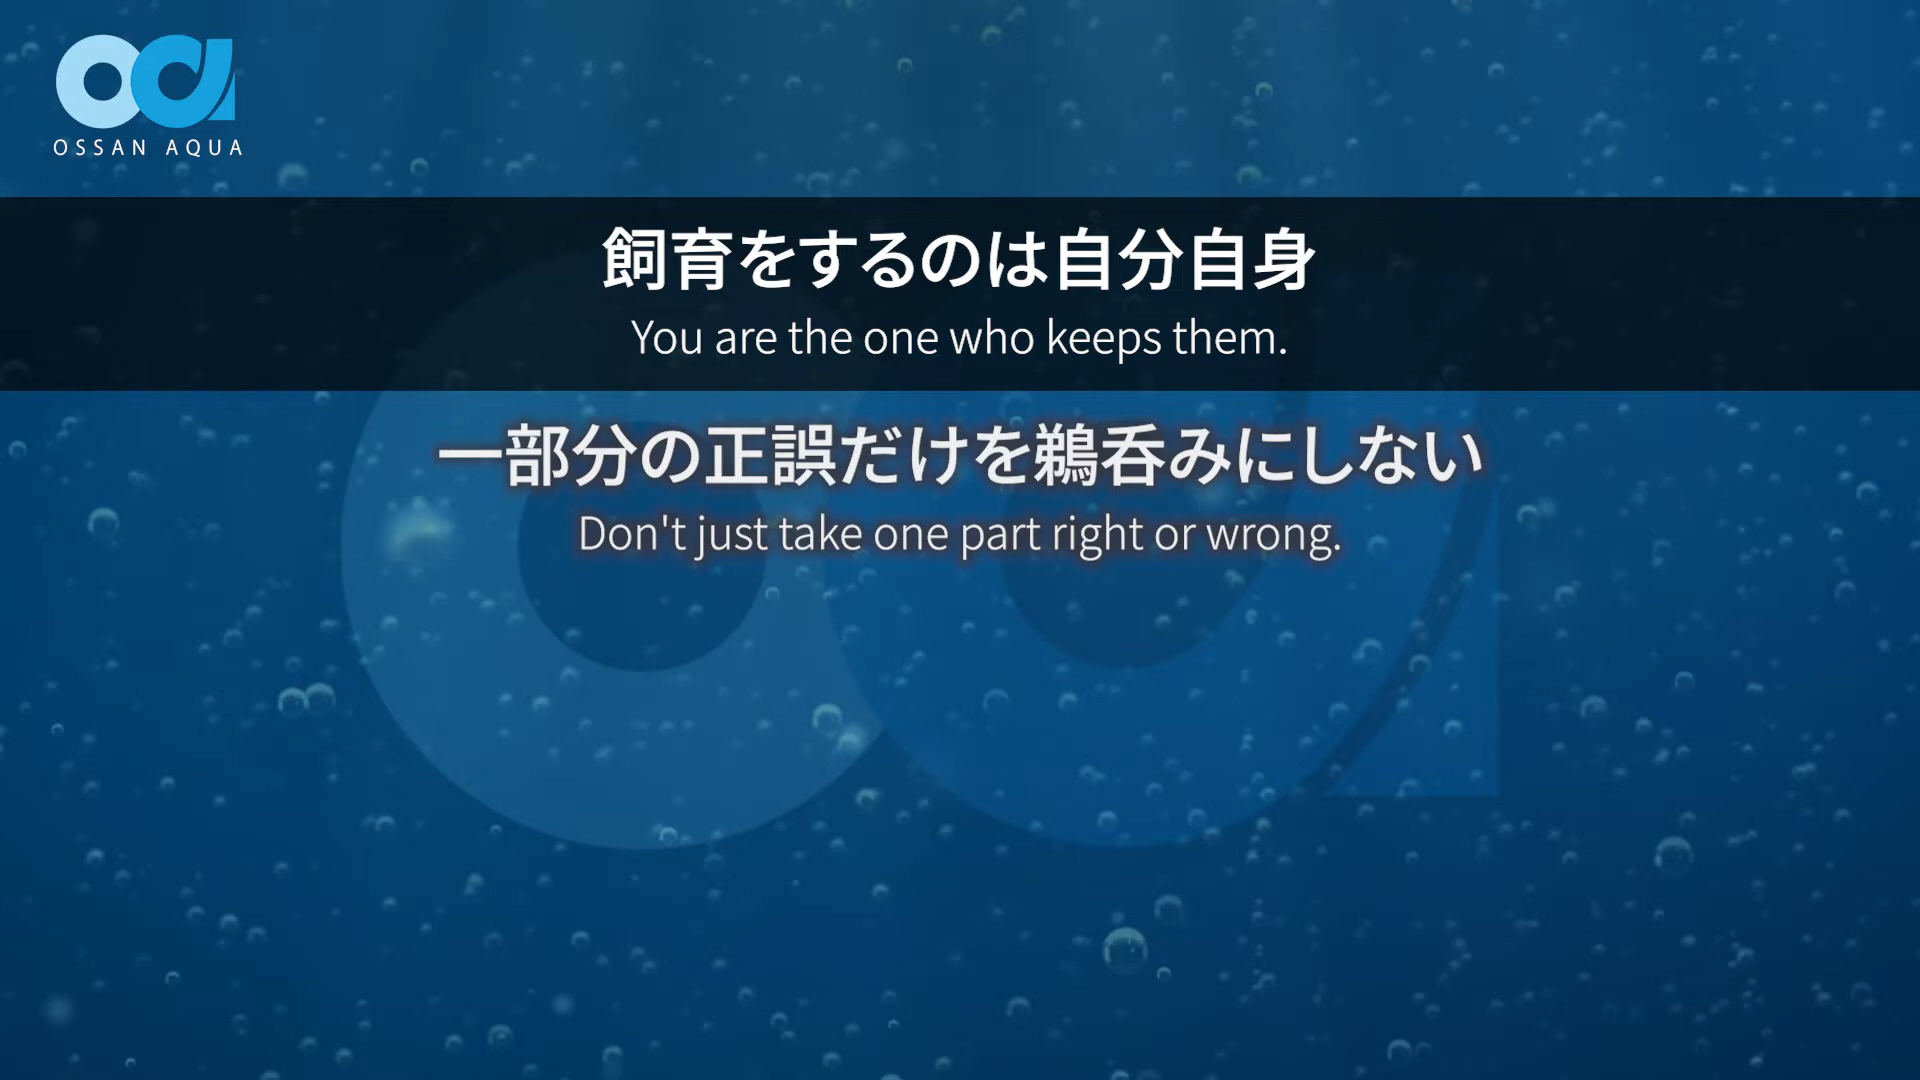 OSSAN AQUA
飼育をするのは自分自身
You are the one who keeps them.
一部分の正誤だけを鵜呑みにしない
Don't just take one part right or wrong.